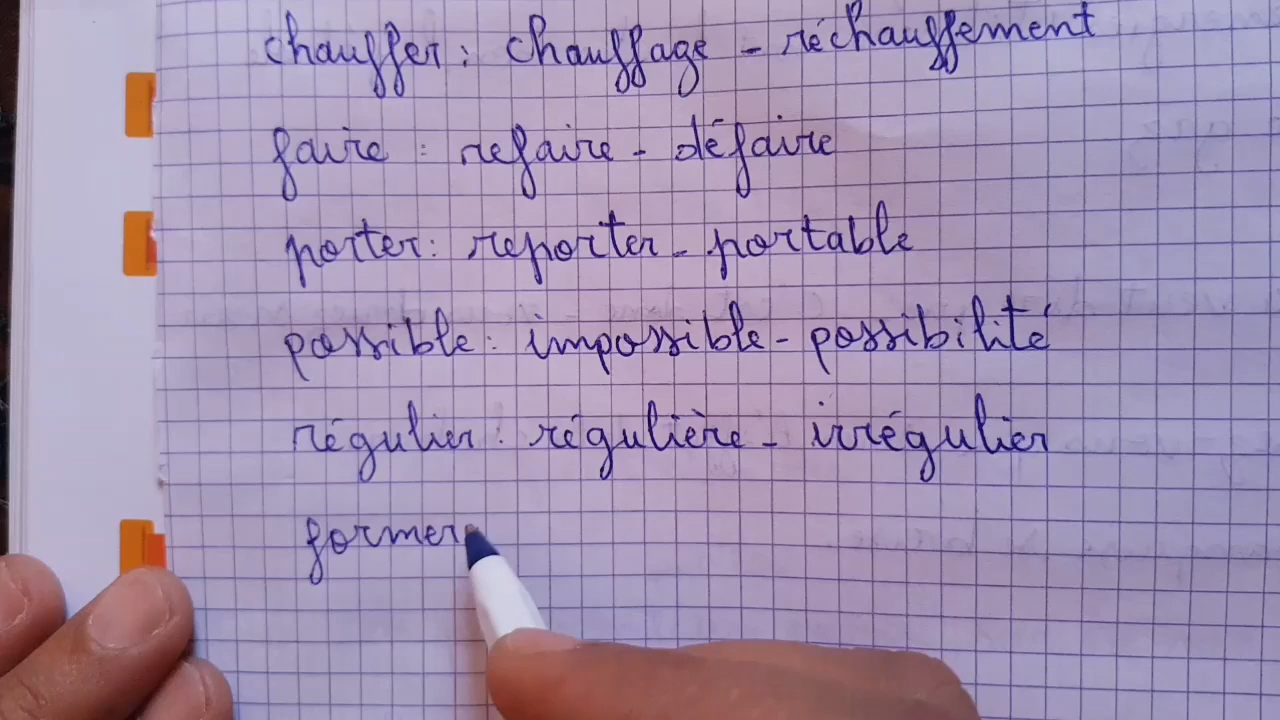 chauffer : chauffage - réchauffement
faire : refaire - défaire
porter : reporter - portable
possible : impossible - possibilité
régulier : régulière - irrégulier
former